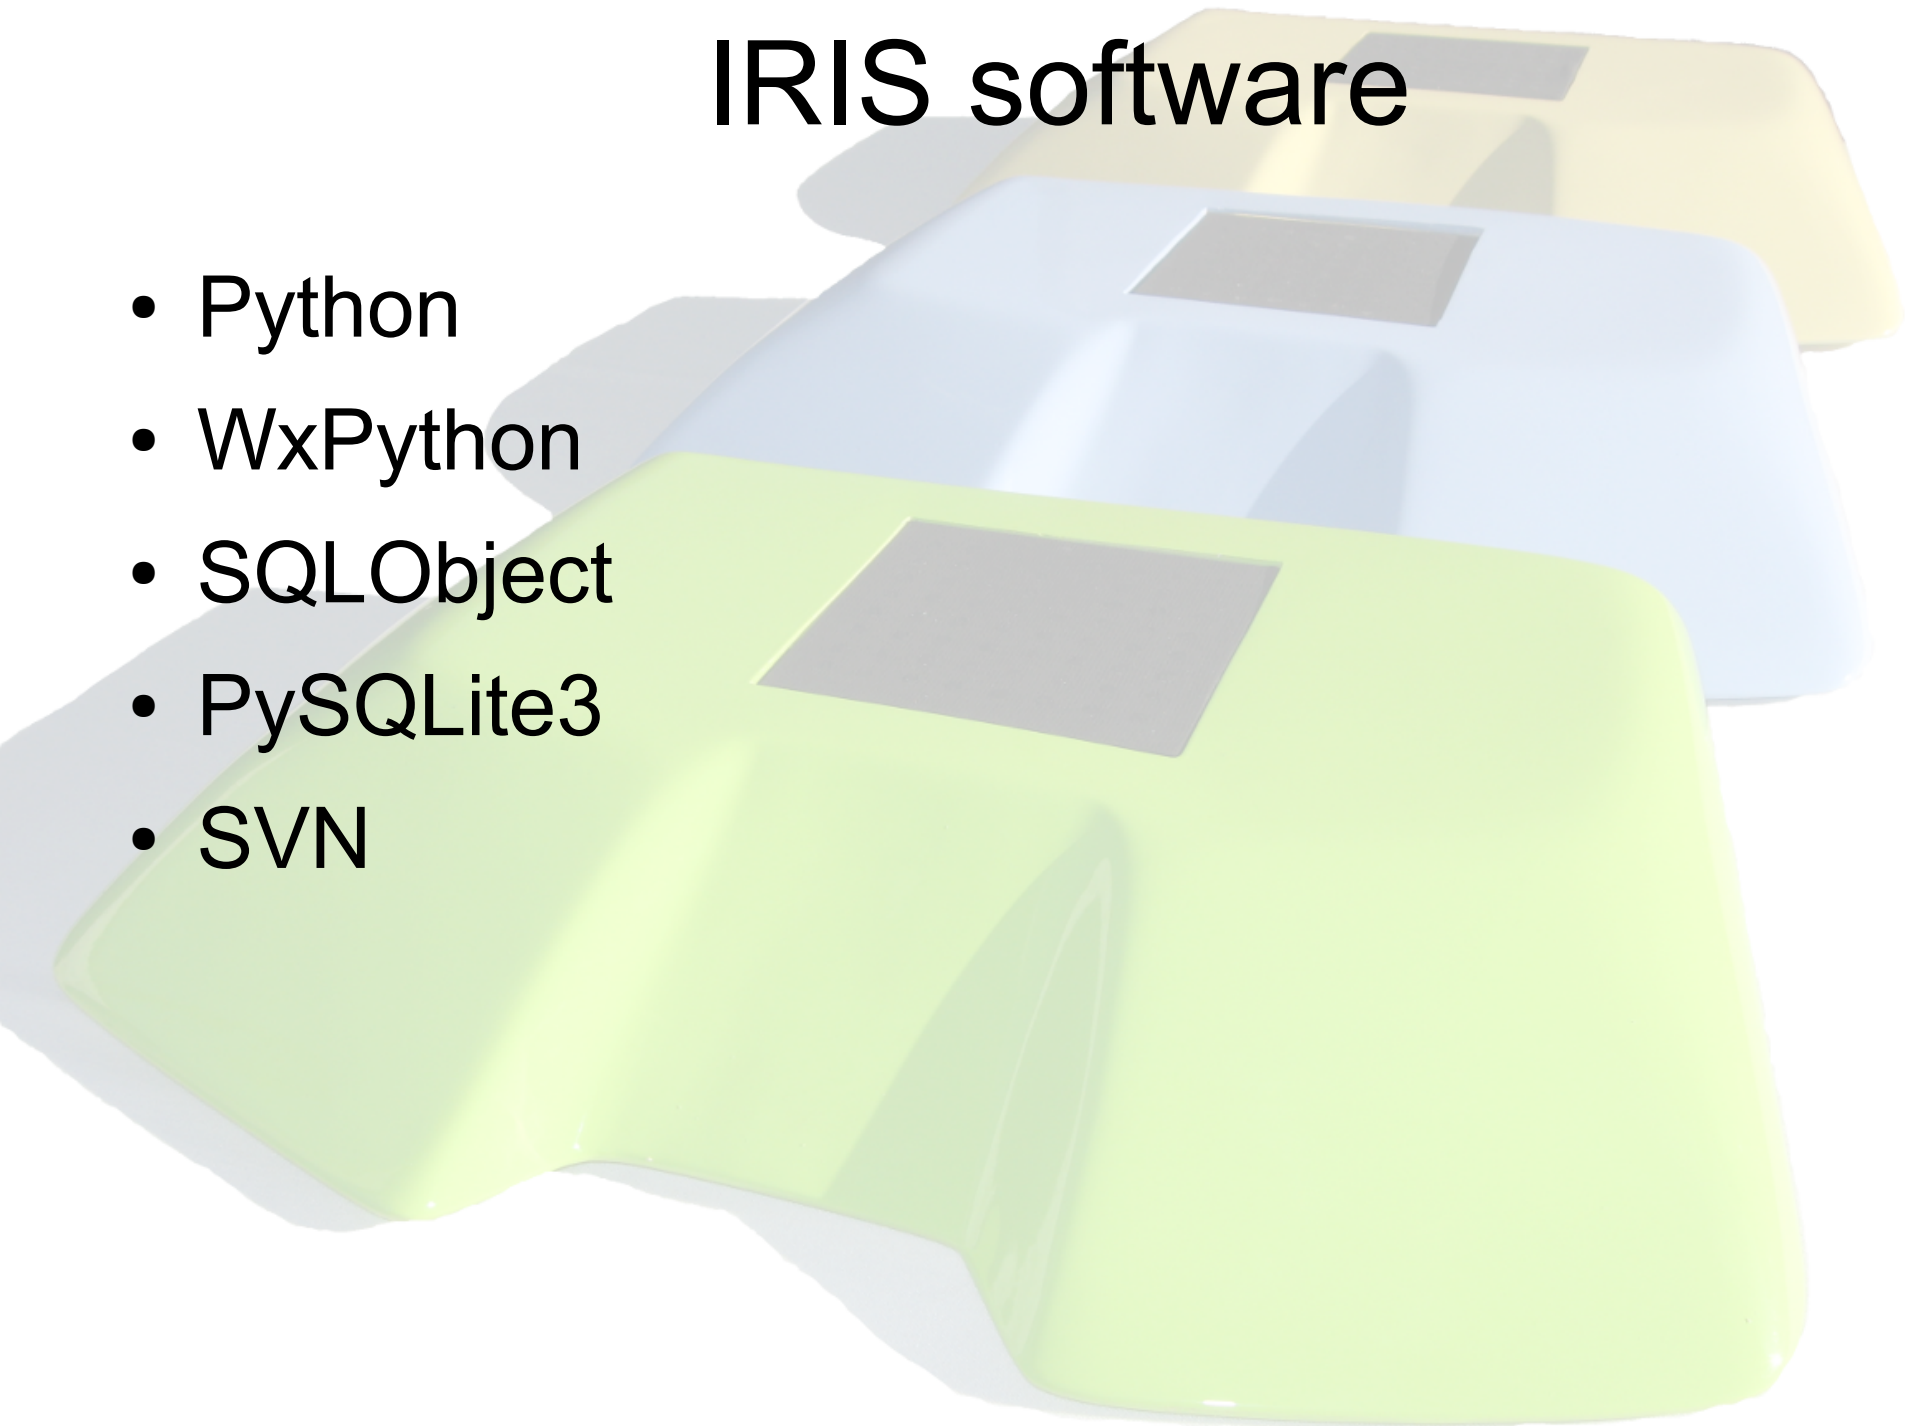 IRIS software
• Python
• WxPython
• SQLObject
• PySQLite3
• SVN